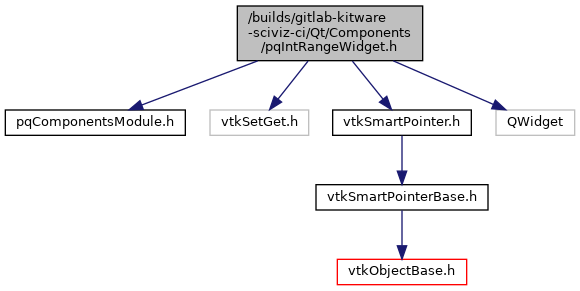 /builds/gitlab-kitware
-sciviz-ci/Qt/Components
/pqIntRangeWidget.h
pqComponentsModule.h
vtkSetGet.h
vtkSmartPointer.h
QWidget
vtkSmartPointerBase.h
vtkObjectBase.h